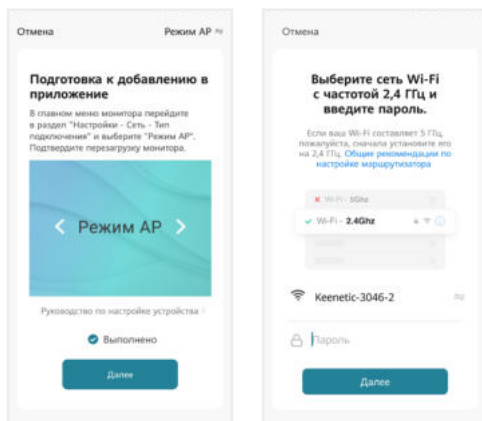 Отмена
Режим AP
Подготовка к добавлению в
приложение
В главном меню монитора перейдите
в раздел "Настройки - Сеть - Тип
подключения" и выберите "Режим AP".
Подтвердите перезагрузку монитора.
Режим AP
Руководство по настройке устройства
Выполнено
Далее
Отмена
Выберите сеть Wi-Fi
с частотой 2,4 ГГц и
введите пароль.
Если ваш Wi-Fi составляет 5 ГГц,
пожалуйста, сначала установите его
на 2,4 ГГц. Общие рекомендации по
настройке маршрутизатора
Wi-Fi - 5Ghz
Wi-Fi - 2.4Ghz
Keenetic-3046-2
Пароль
Далее